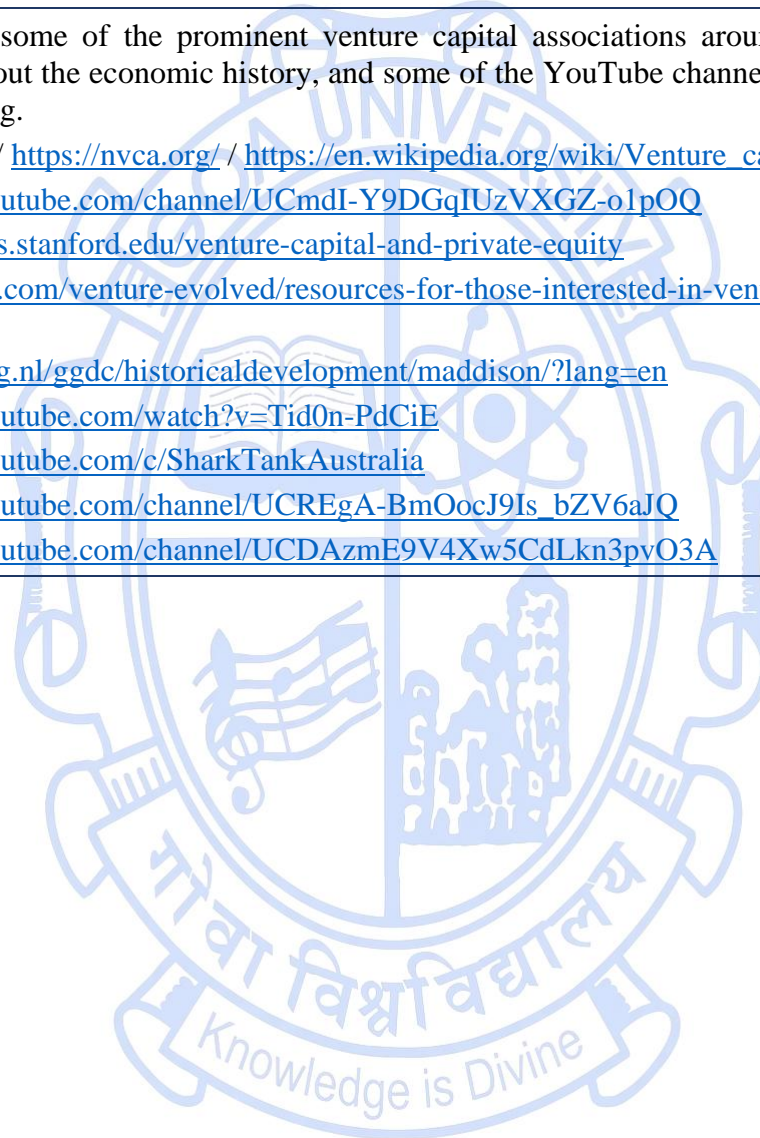 some of the prominent venture capital associations arou
out the economic history, and some of the YouTube channe
g.
/ https://nvca.org/ / https://en.wikipedia.org/wiki/Venture_ca
utube.com/channel/UCmdI-Y9DGqIUzVXGZ-o1pOQ
s.stanford.edu/venture-capital-and-private-equity
.com/venture-evolved/resources-for-those-interested-in-ven
g.nl/ggdc/historicaldevelopment/maddison/?lang=en
utube.com/watch?v=Tid0n-PdCiE
utube.com/c/SharkTankAustralia
utube.com/channel/UCREgA-BmOocJ9Is_bZV6aJQ
utube.com/channel/UCDAzmE9V4Xw5CdLkn3pvO3A
GOA UNIVERSITY
गोंवा विश्वविद्यालय
Knowledge is Divine